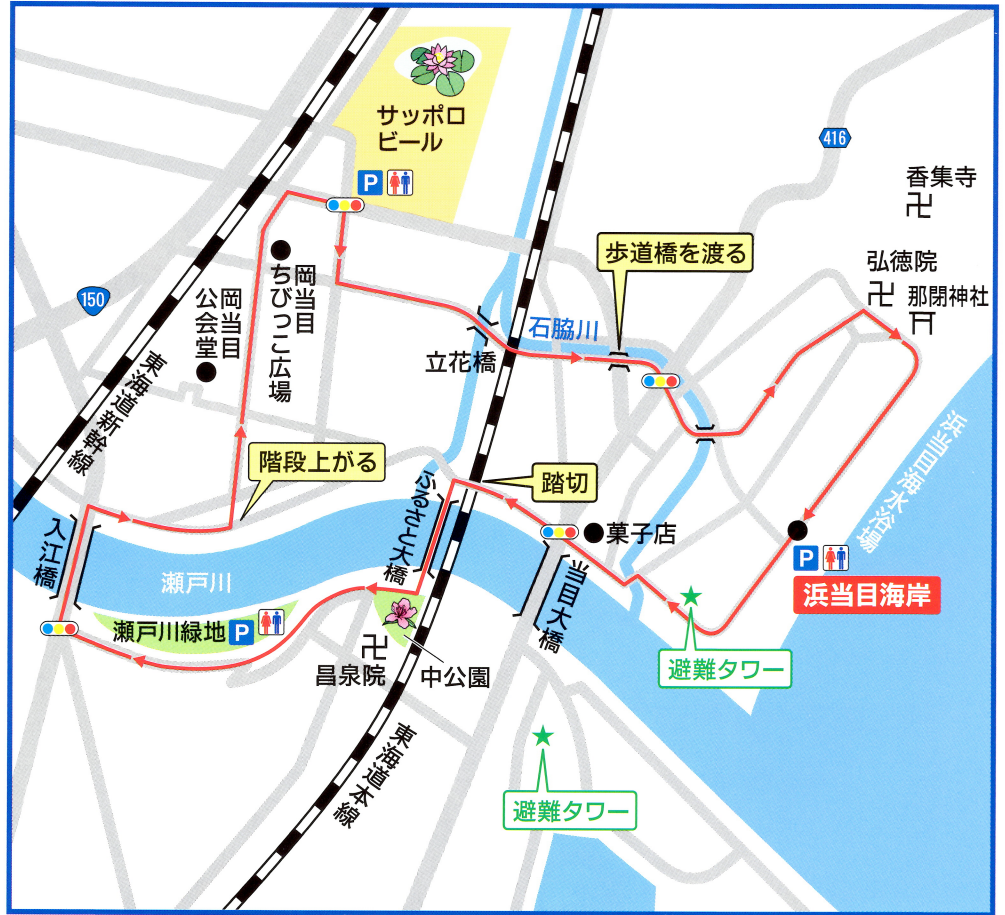 サッポロ
ビール
P
416
香集寺
歩道橋を渡る
弘徳院
那閉神社
150
岡当目
ちびっこ広場
岡当目
公会堂
石脇川
立花橋
東海道新幹線
階段上がる
踏切
浜当目海水浴場
ふるさと大橋
入江橋
菓子店
当目大橋
瀬戸川
P
浜当目海岸
瀬戸川緑地
P
昌泉院
中公園
避難タワー
東海道本線
避難タワー